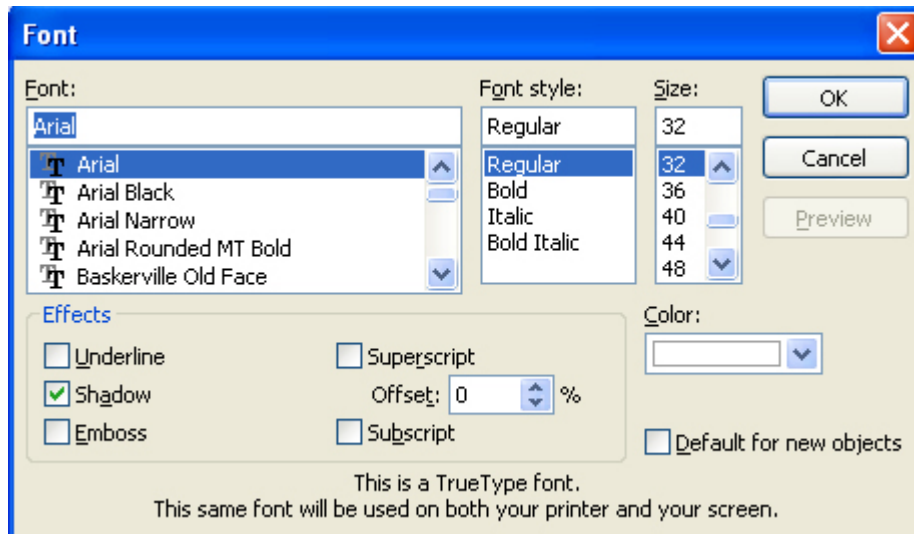 Font
Font:
Font style:
Size:
Arial
Regular
32
OK
Arial
Arial Black
Arial Narrow
Arial Rounded MT Bold
Baskerville Old Face
Regular
Bold
Italic
Bold Italic
32
36
40
44
48
Cancel
Preview
Effects
Underline
Shadow
Emboss
Superscript
Offset: 0 %
Subscript
Color:
Default for new objects
This is a TrueType font.
This same font will be used on both your printer and your screen.